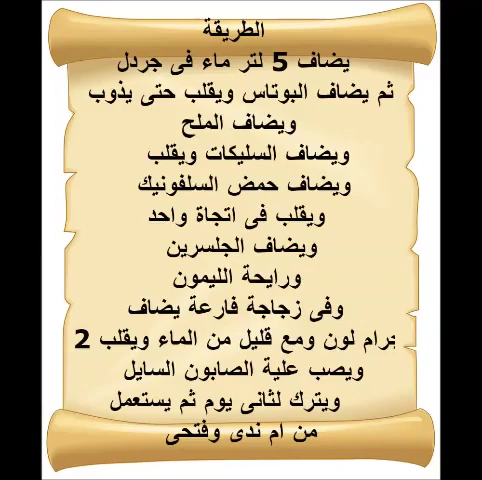 الطريقة
يضاف 5 لتر ماء فى جردل
ثم يضاف البوتاس ويقلب حتى يذوب
ويضاف الملح
ويضاف السليكات ويقلب
ويضاف حمض السلفونيك
ويقلب فى اتجاة واحد
ويضاف الجلسرين
ورايحة الليمون
وفى زجاجة فارعة يضاف
جرام لون ومع قليل من الماء ويقلب 2
ويصب علية الصابون السايل
ويترك لثانى يوم ثم يستعمل
من ام ندى وفتحى